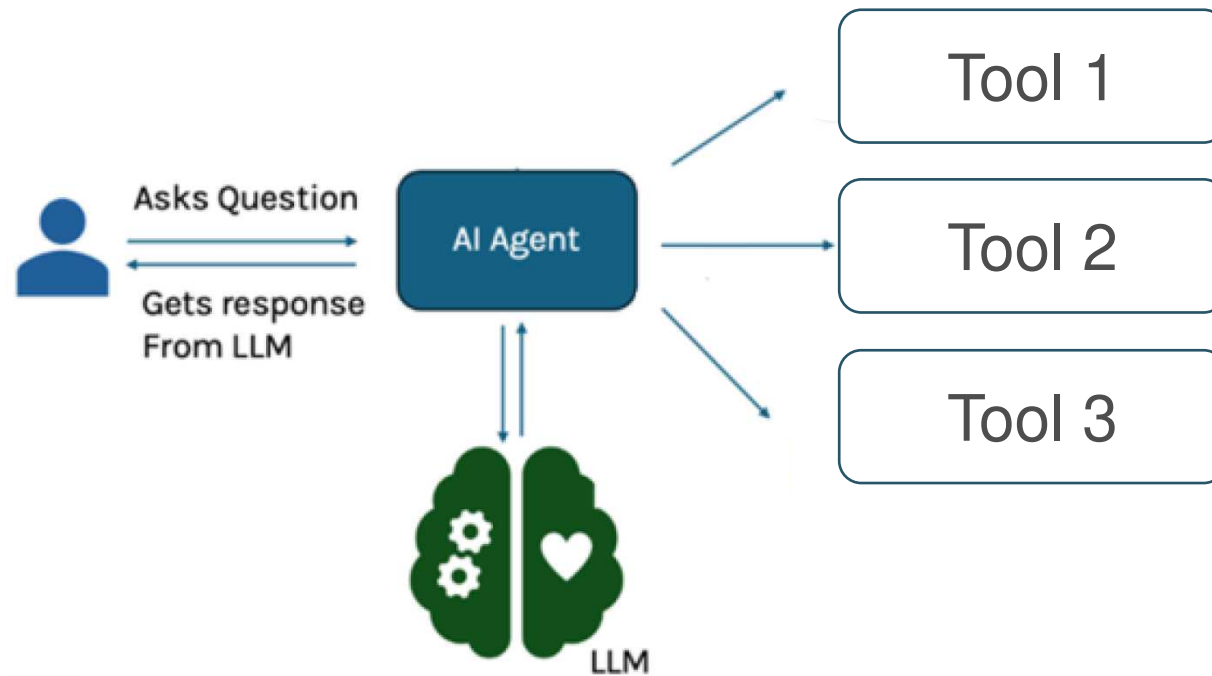 Asks Question
Gets response
From LLM
AI Agent
LLM
Tool 1
Tool 2
Tool 3